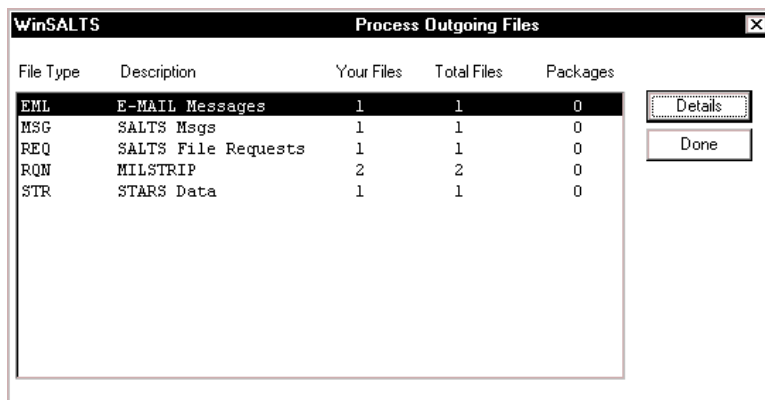 WinSALTS Process Outgoing Files
File Type Description Your Files Total Files Packages
EML E-MAIL Messages 1 1 0 Details
MSG SALTS Msgs 1 1 0
REQ SALTS File Requests 1 1 0 Done
RQN MILSTRIP 2 2 0
STR STARS Data 1 1 0